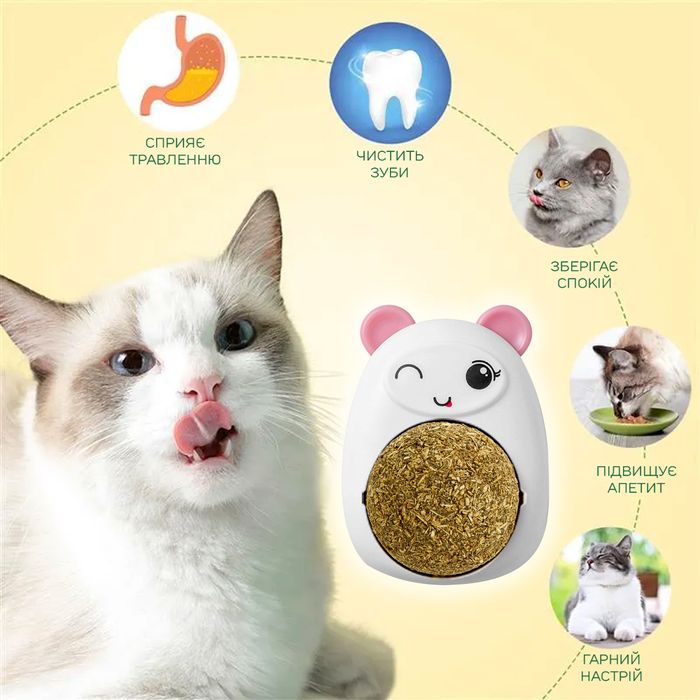 СПРИЯЄ
ТРАВЛЕННЮ
ЧИСТИТЬ
ЗУБИ
ЗБЕРІГАЄ
СПОКІЙ
ПІДВИЩУЄ
АПЕТИТ
ГАРНИЙ
НАСТРІЙ